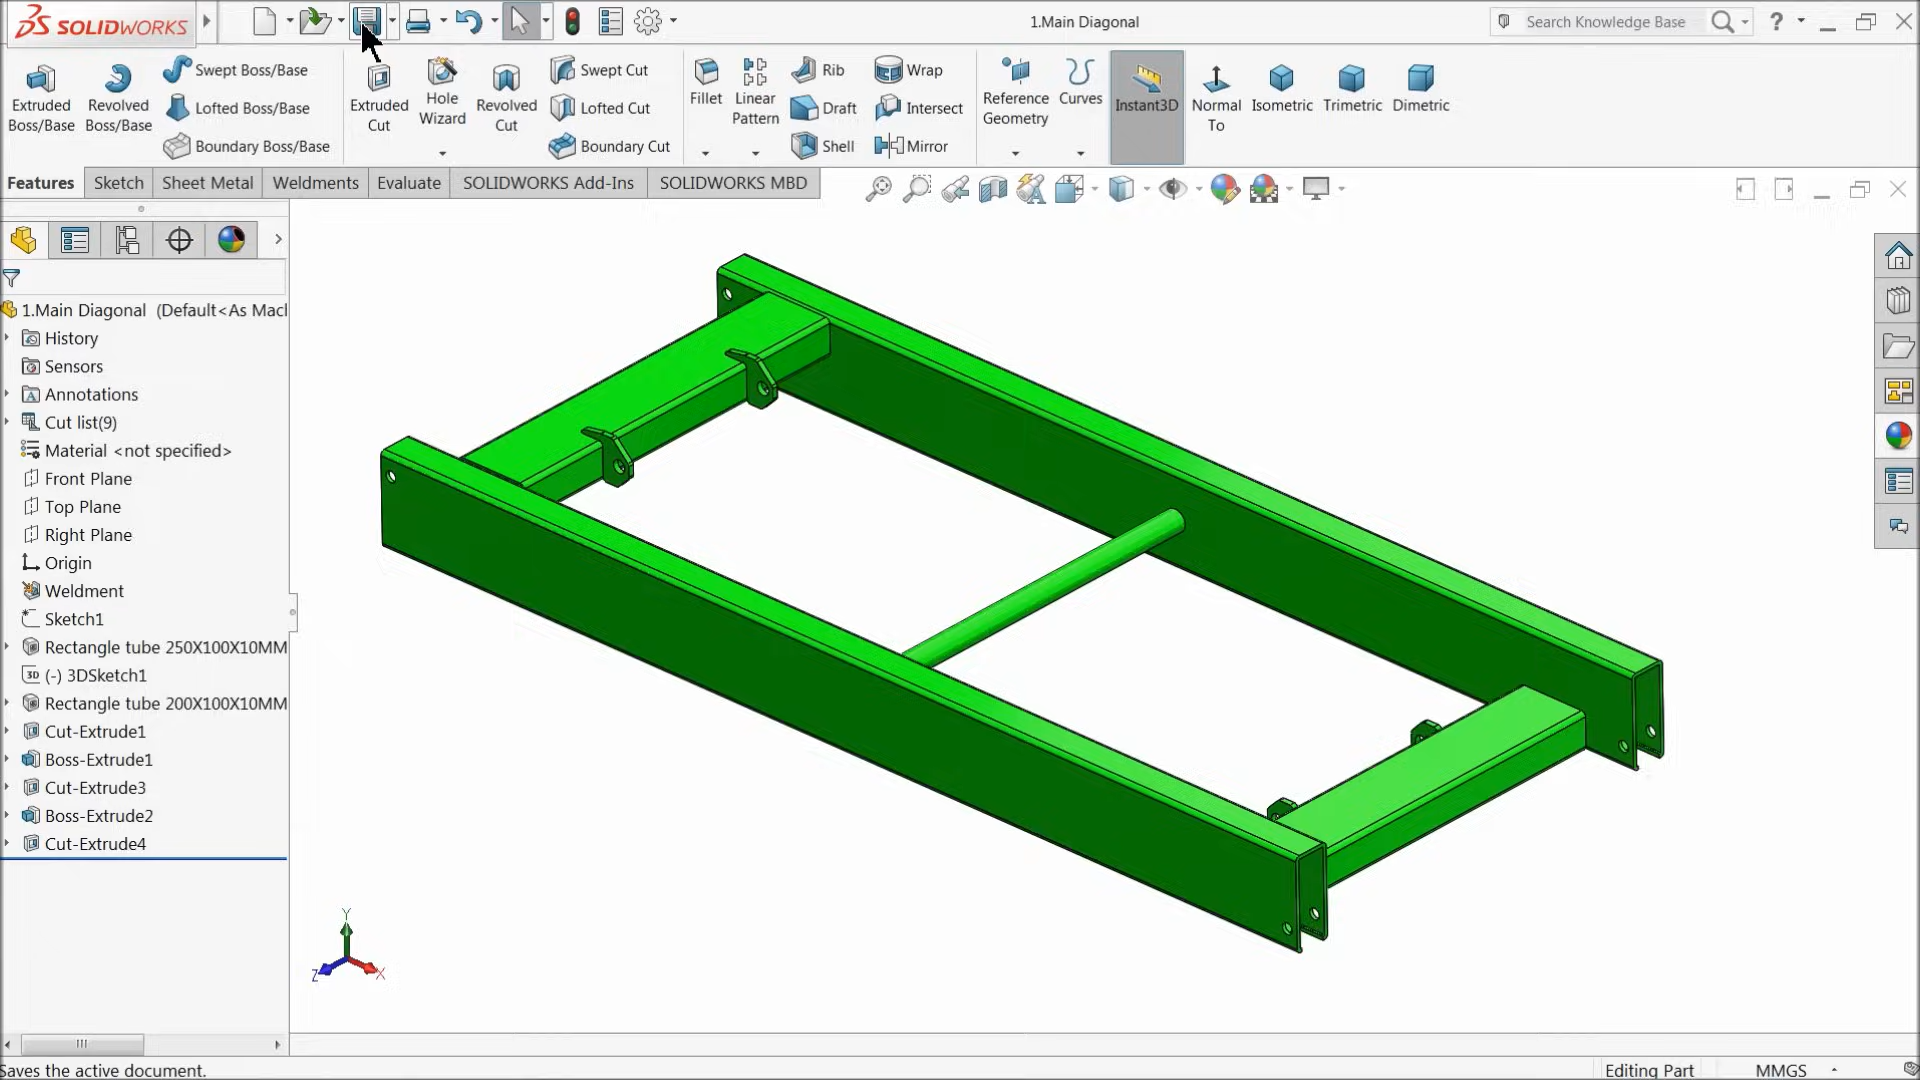 SOLIDWORKS
1.Main Diagonal
Search Knowledge Base
?
Extruded
Boss/Base
Revolved
Boss/Base
Swept Boss/Base
Lofted Boss/Base
Boundary Boss/Base
Extruded
Cut
Hole
Wizard
Revolved
Cut
Swept Cut
Lofted Cut
Boundary Cut
Fillet
Linear
Pattern
Rib
Draft
Shell
Wrap
Intersect
Mirror
Reference
Geometry
Curves
Instant3D
Normal
To
Isometric
Trimetric
Dimetric
Features
Sketch
Sheet Metal
Weldments
Evaluate
SOLIDWORKS Add-Ins
SOLIDWORKS MBD
1.Main Diagonal (Default<As Macl
History
Sensors
Annotations
Cut list(9)
Material <not specified>
Front Plane
Top Plane
Right Plane
Origin
Weldment
Sketch1
Rectangle tube 250X100X10MM
3D (-) 3DSketch1
Rectangle tube 200X100X10MM
Cut-Extrude1
Boss-Extrude1
Cut-Extrude3
Boss-Extrude2
Cut-Extrude4
Y
Z
X
Saves the active document.
Editing Part
MMGS